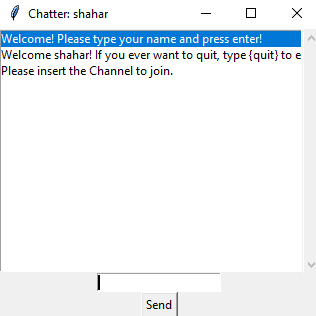 Chatter: shahar
Welcome! Please type your name and press enter!
Welcome shahar! If you ever want to quit, type {quit} to e
Please insert the Channel to join.
Send